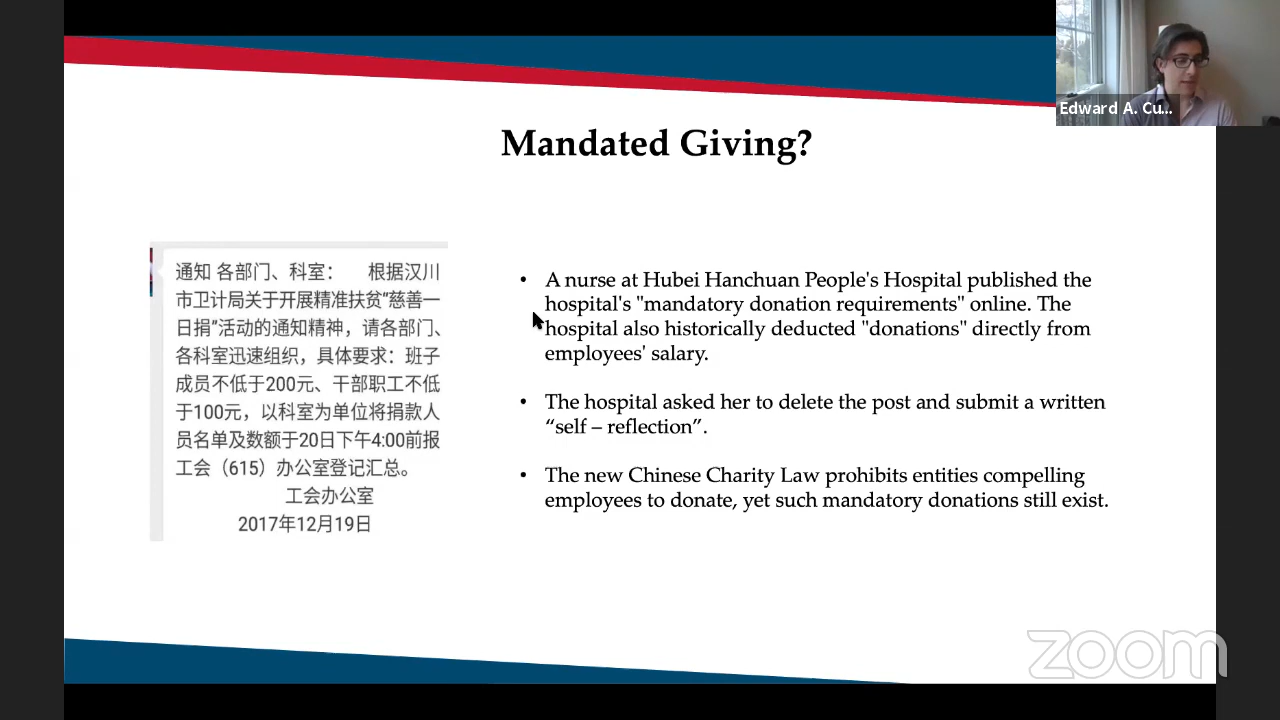 Edward A. Cu...
Mandated Giving?
通知 各部门、科室： 根据汉川
市卫计局关于开展精准扶贫“慈善一
日捐”活动的通知精神，请各部门、
各科室迅速组织，具体要求：班子
成员不低于200元、干部职工不低
于100元，以科室为单位将捐款人
员名单及数额于20日下午4:00前报
工会（615）办公室登记汇总。
工会办公室
2017年12月19日
• A nurse at Hubei Hanchuan People's Hospital published the
hospital's "mandatory donation requirements" online. The
hospital also historically deducted "donations" directly from
employees' salary.
• The hospital asked her to delete the post and submit a written
“self – reflection”.
• The new Chinese Charity Law prohibits entities compelling
employees to donate, yet such mandatory donations still exist.
zoom